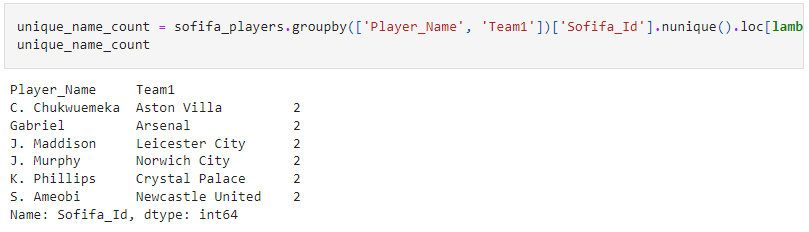 unique_name_count = sofifa_players.groupby(['Player_Name', 'Team1'])['Sofifa_Id'].nunique().loc[lamb
unique_name_count
Player_Name Team1
C. Chukwuemeka Aston Villa 2
Gabriel Arsenal 2
J. Maddison Leicester City 2
J. Murphy Norwich City 2
K. Phillips Crystal Palace 2
S. Ameobi Newcastle United 2
Name: Sofifa_Id, dtype: int64